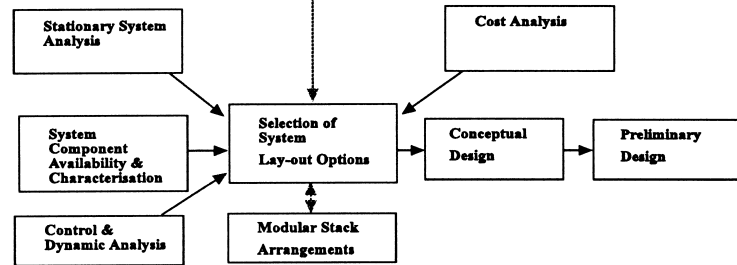 Stationary System
Analysis
Cost Analysis
System
Component
Availability &
Characterisation
Selection of
System
Lay-out Options
Conceptual
Design
Preliminary
Design
Control &
Dynamic Analysis
Modular Stack
Arrangements